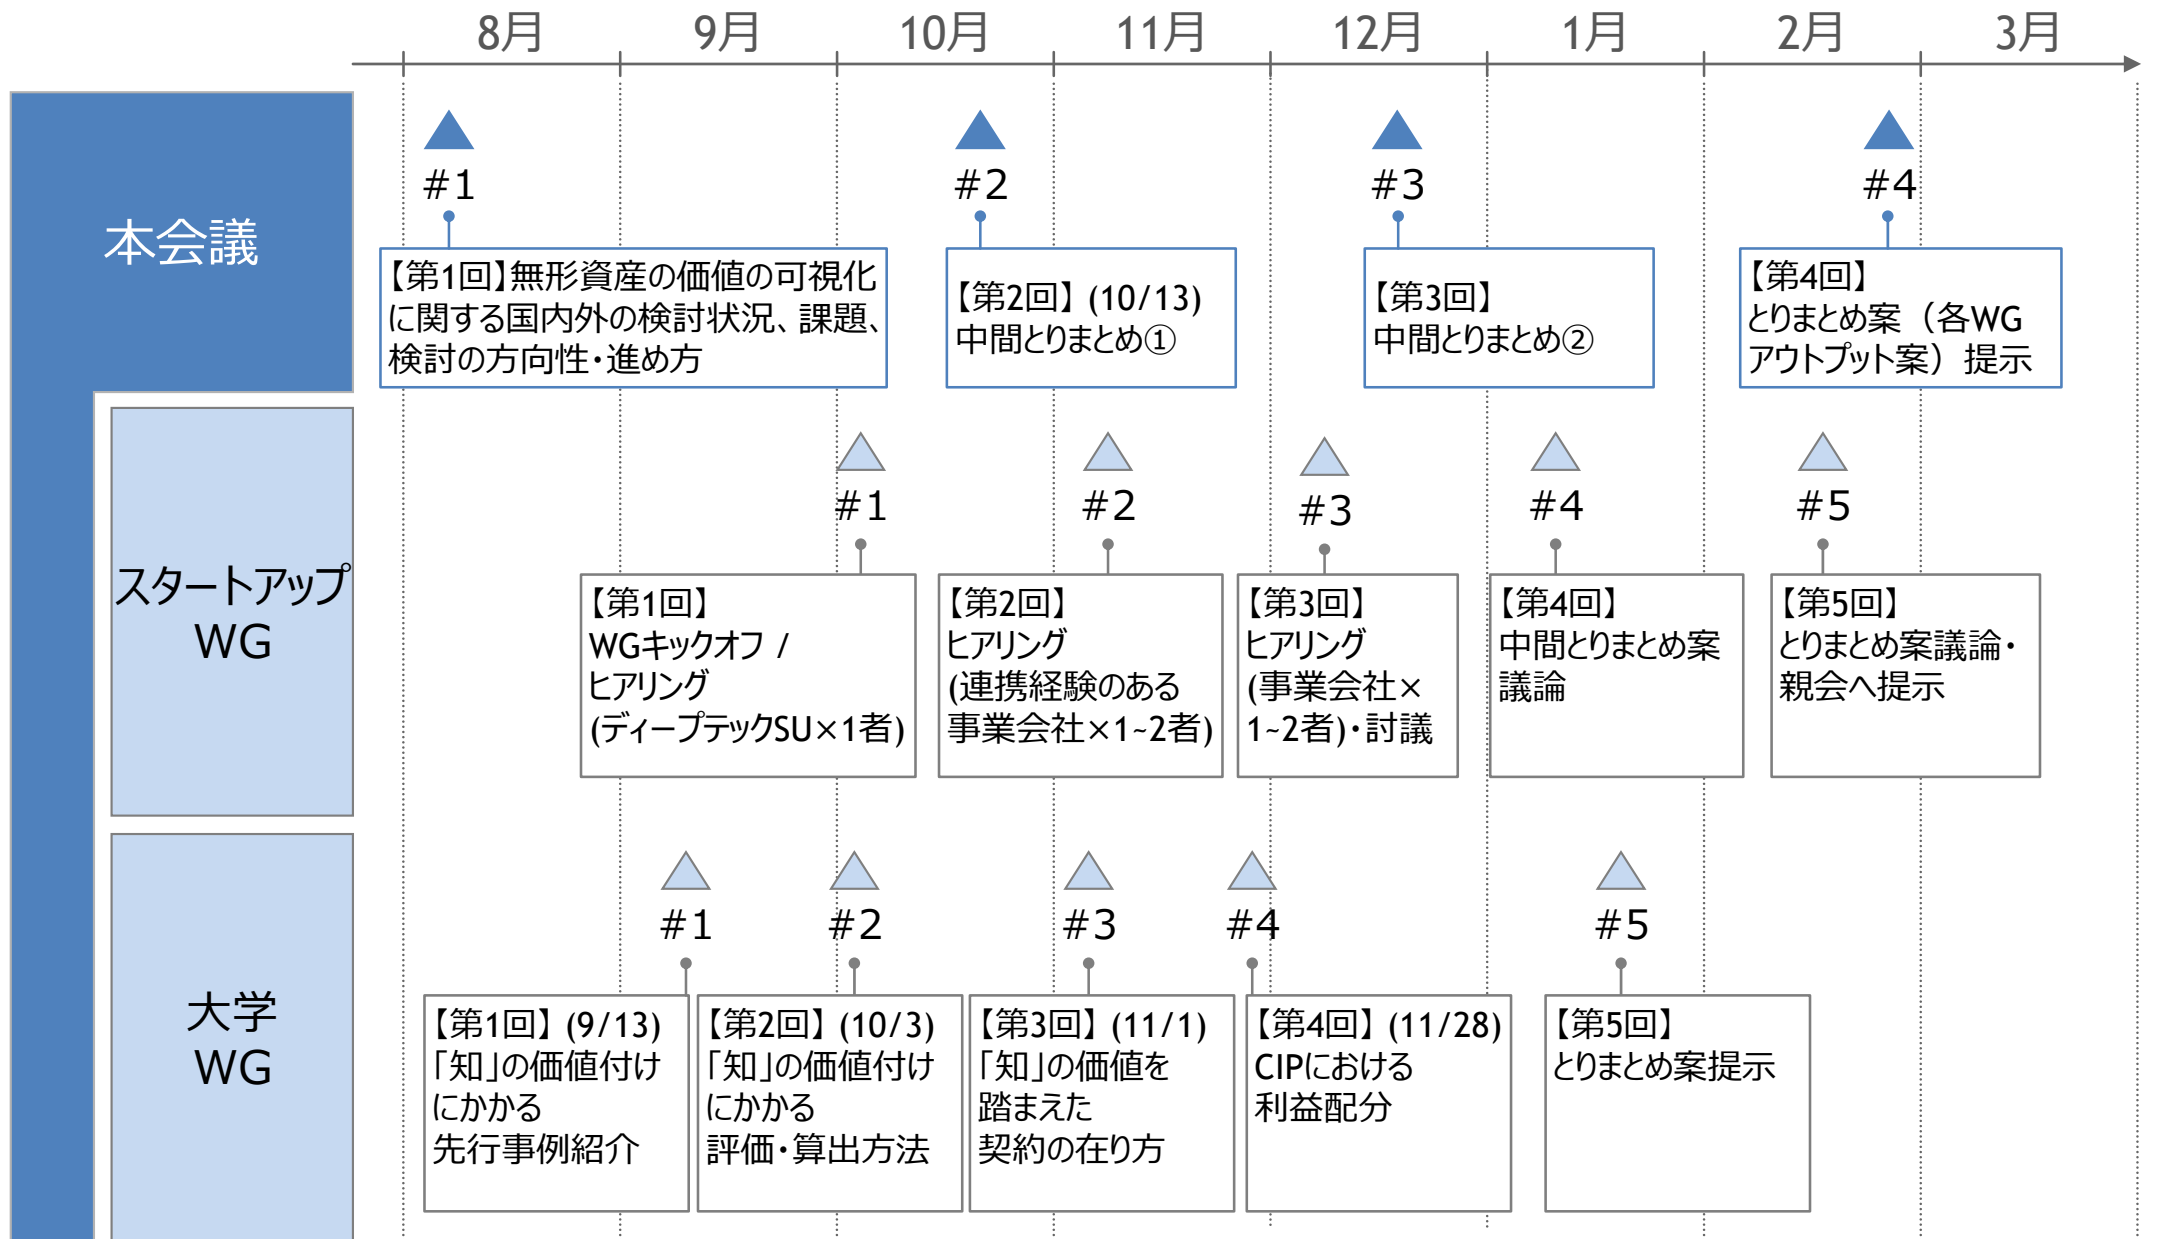 8月 9月 10月 11月 12月 1月 2月 3月
本会議
#1
【第1回】無形資産の価値の可視化
に関する国内外の検討状況、課題、
検討の方向性・進め方
#2
【第2回】 (10/13)
中間とりまとめ①
#3
【第3回】
中間とりまとめ②
#4
【第4回】
とりまとめ案（各WG
アウトプット案）提示
スタートアップ
WG
#1
【第1回】
WGキックオフ /
ヒアリング
(ディープテックSU×1者)
#2
【第2回】
ヒアリング
(連携経験のある
事業会社×1~2者)
#3
【第3回】
ヒアリング
(事業会社×
1~2者)・討議
#4
【第4回】
中間とりまとめ案
議論
#5
【第5回】
とりまとめ案議論・
親会へ提示
大学
WG
#1
【第1回】 (9/13)
「知」の価値付け
にかかる
先行事例紹介
#2
【第2回】 (10/3)
「知」の価値付け
にかかる
評価・算出方法
#3
【第3回】 (11/1)
「知」の価値を
踏まえた
契約の在り方
#4
【第4回】 (11/28)
CIPにおける
利益配分
#5
【第5回】
とりまとめ案提示